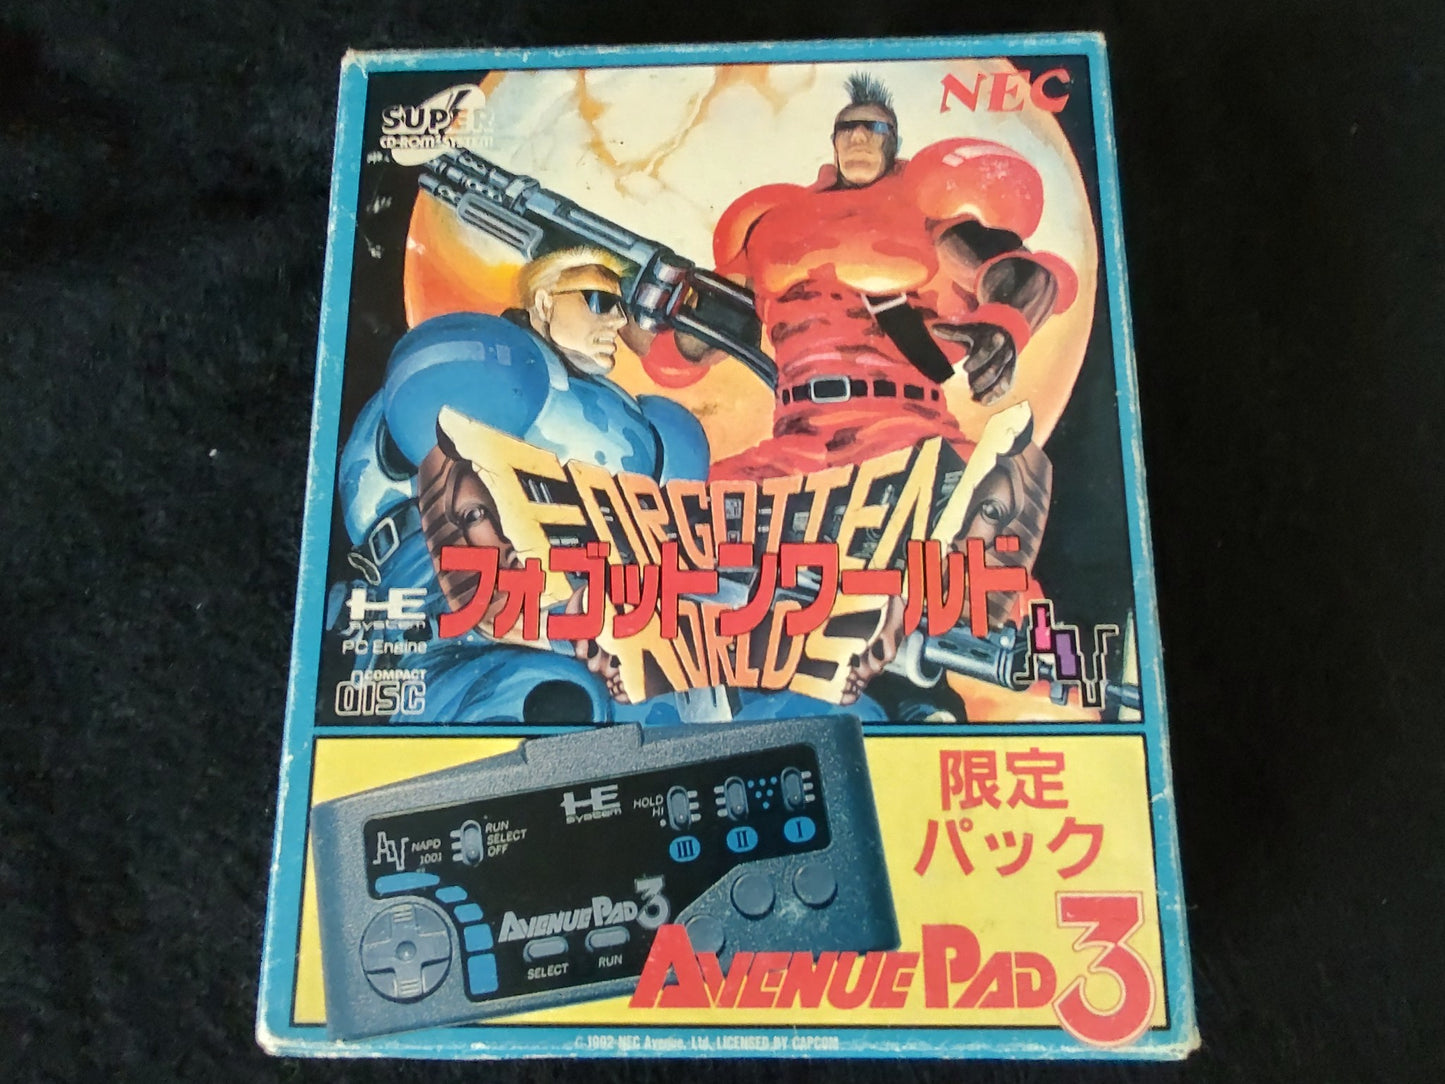 SUPER
CD-ROM² SYSTEM
NEC
FORGOTTEN
フォゴットンワールド
WORLDS
HE
system
PC Engine
COMPACT
disc
AV
限定
パック
AV
NAPD
1001
RUN
SELECT
OFF
HE
system
HOLD
HI
III
II
I
AVENUE PAD 3
SELECT
RUN
AVENUE PAD 3
© 1992 NEC Avenue, Ltd. LICENSED BY CAPCOM